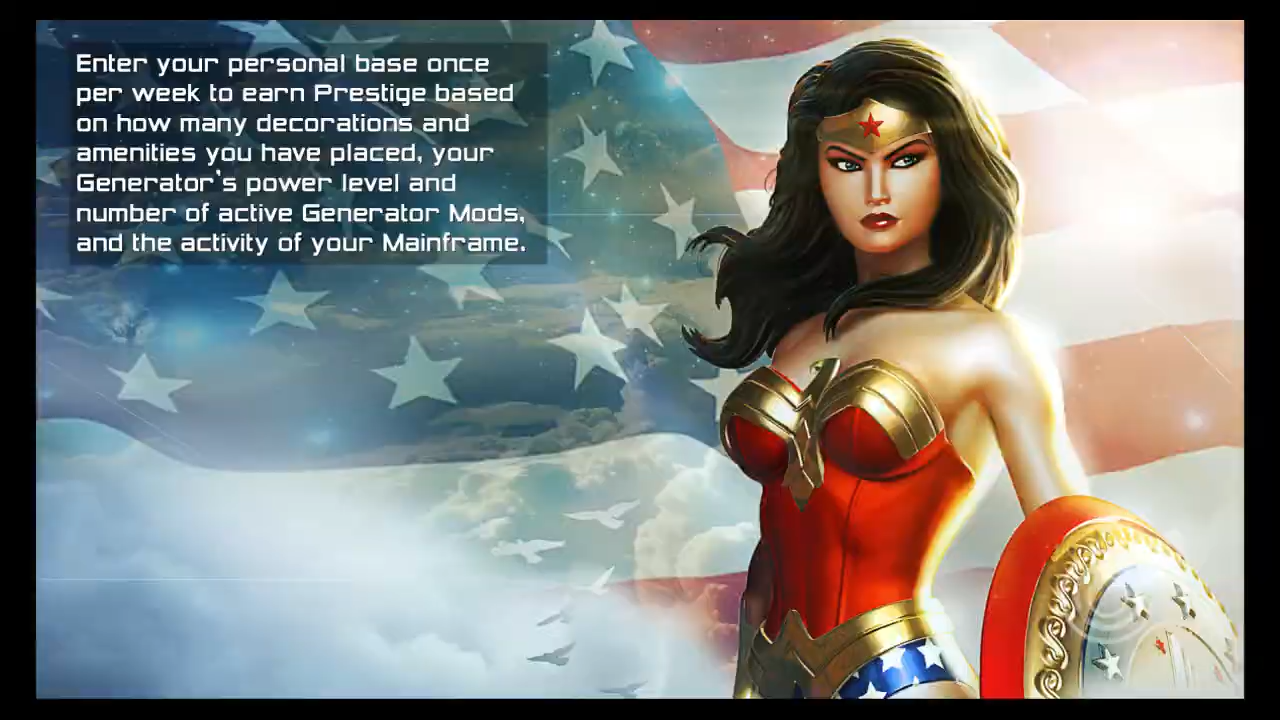 Enter your personal base once
per week to earn Prestige based
on how many decorations and
amenities you have placed, your
Generator's power level and
number of active Generator Mods,
and the activity of your Mainframe.